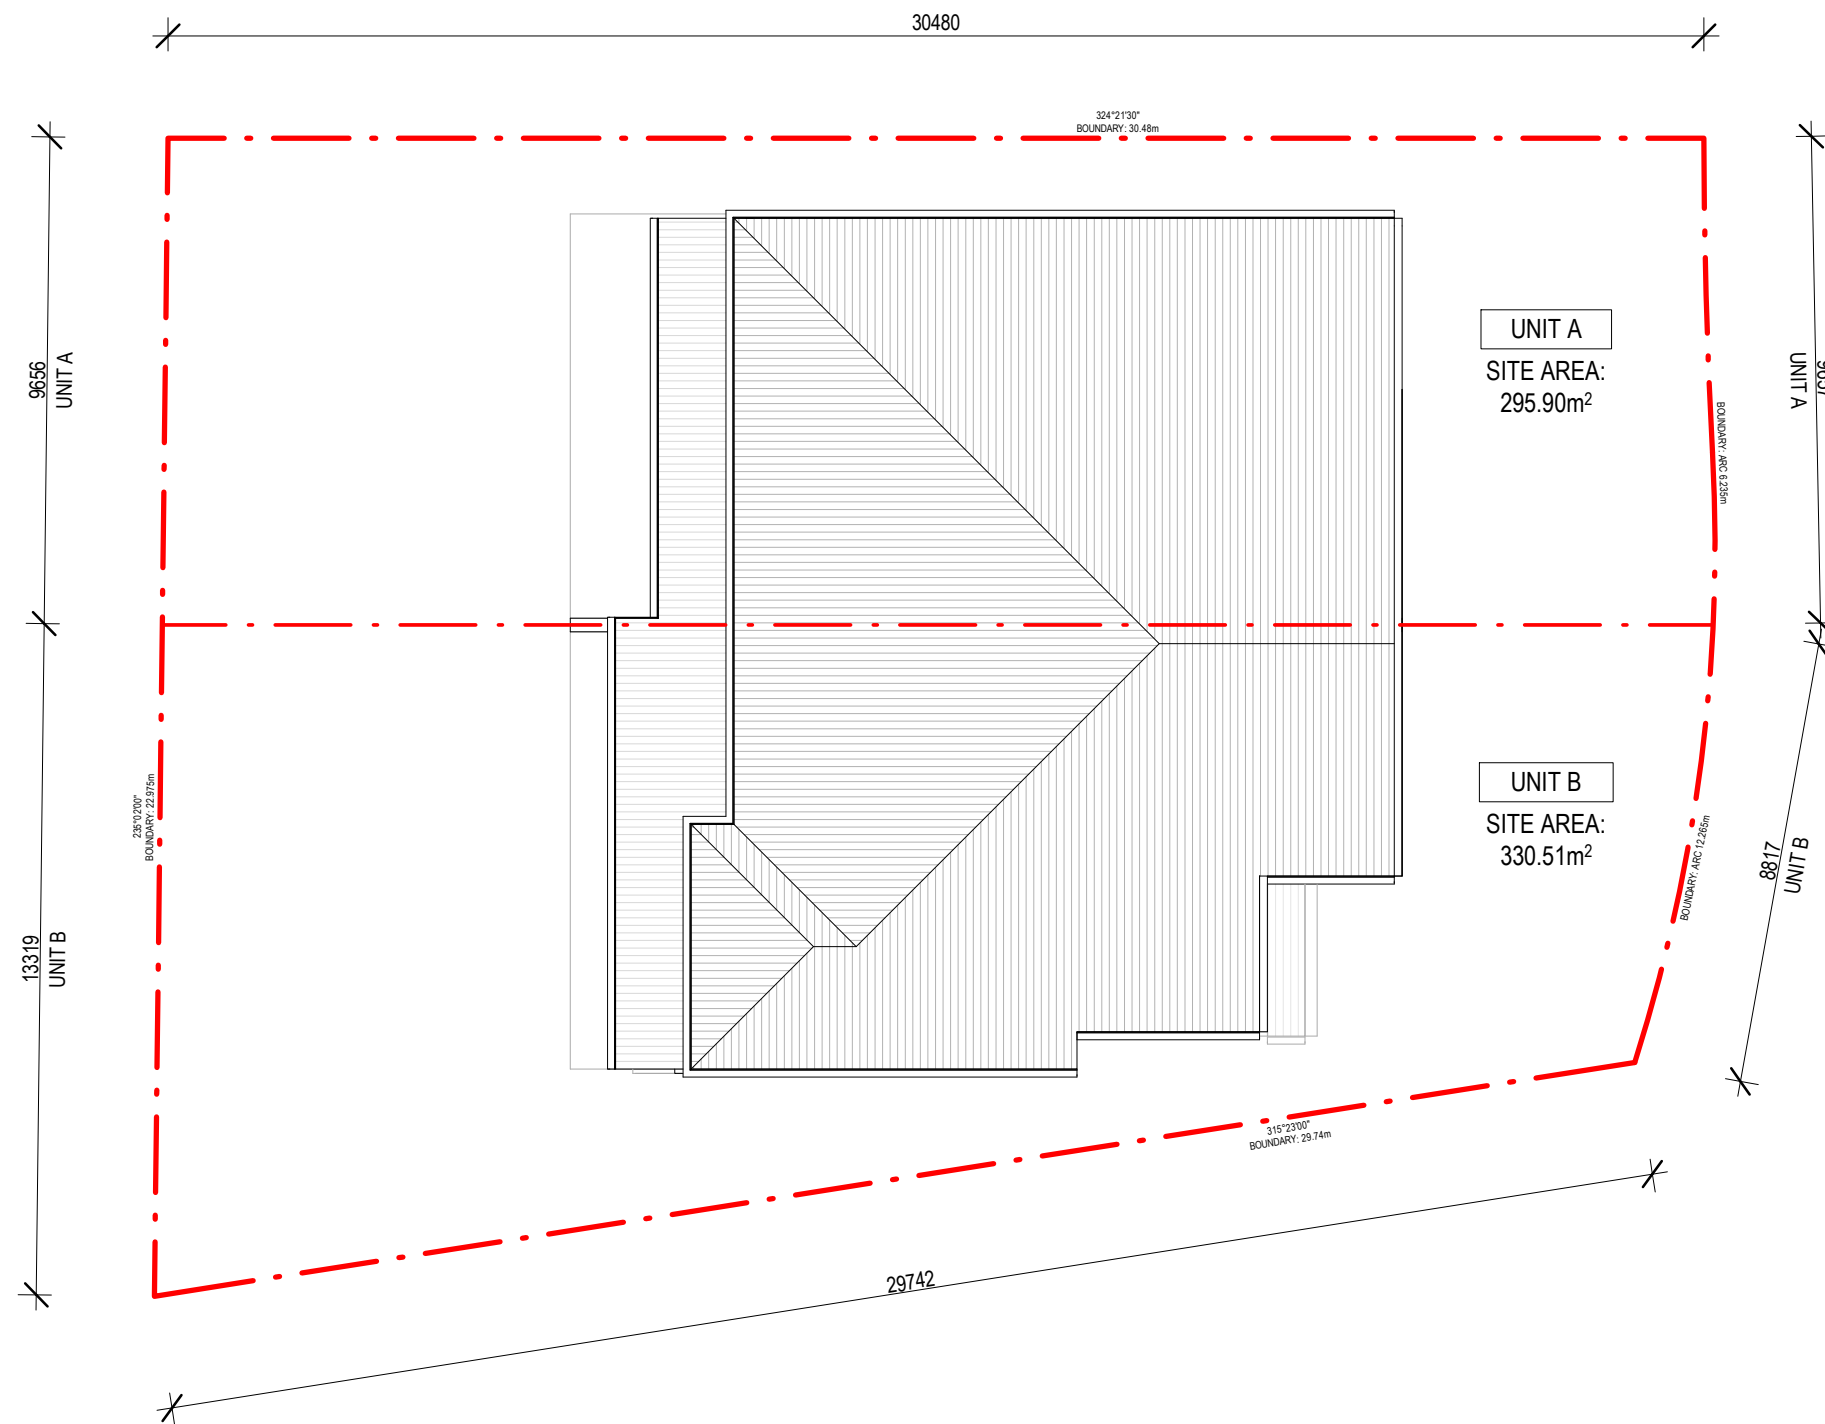 30480
324°21'30"
BOUNDARY: 30.48m
9656
UNIT A
UNIT A
UNIT A
SITE AREA:
295.90m²
BOUNDARY: ARC 6.235m
235°02'00"
BOUNDARY: 22.975m
UNIT B
SITE AREA:
330.51m²
BOUNDARY: ARC 12.265m
8817
UNIT B
13319
UNIT B
315°23'00"
BOUNDARY: 29.74m
29742